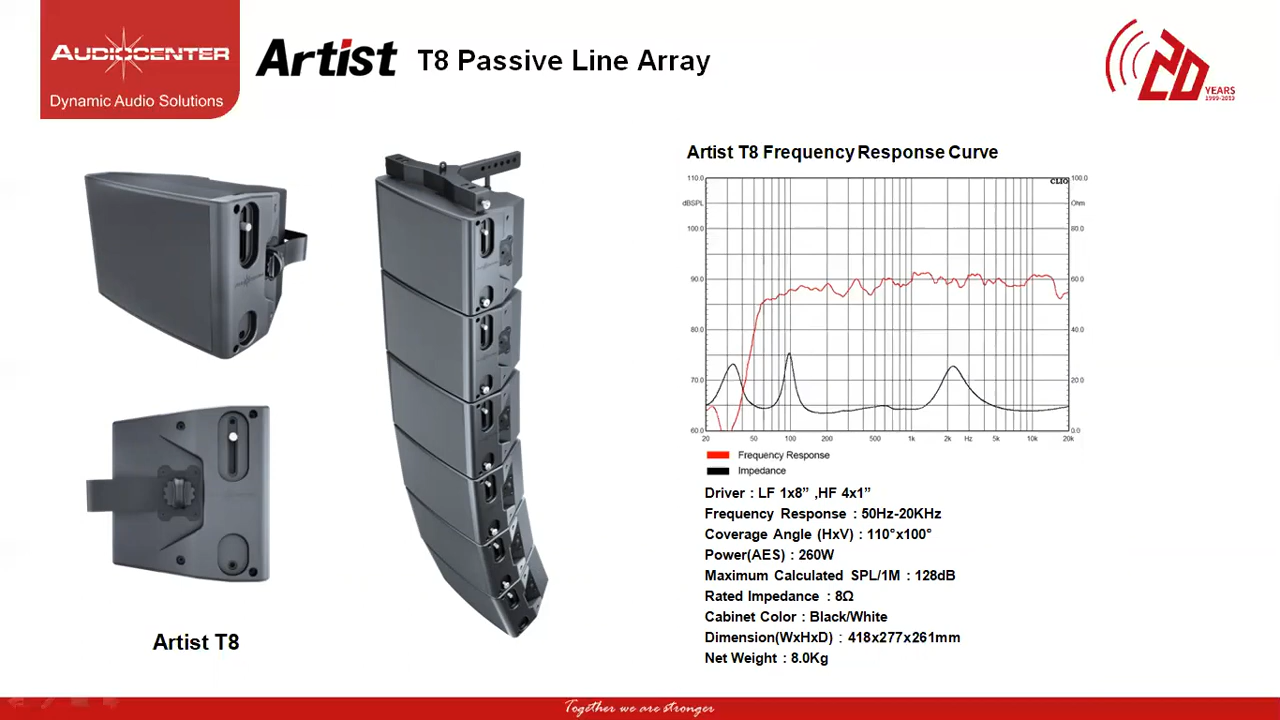 AUDIOCENTER
Dynamic Audio Solutions
Artist T8 Passive Line Array
20 YEARS
1999-2019
Artist T8 Frequency Response Curve
CLIO
110.0
100.0
90.0
80.0
70.0
60.0
dBSPL
100.0
80.0
60.0
40.0
20.0
0.0
Ohm
20 50 100 200 500 1k 2k Hz 5k 10k 20k
Frequency Response
Impedance
Driver : LF 1x8” ,HF 4x1”
Frequency Response : 50Hz-20KHz
Coverage Angle (HxV) : 110°x100°
Power(AES) : 260W
Maximum Calculated SPL/1M : 128dB
Rated Impedance : 8Ω
Cabinet Color : Black/White
Dimension(WxHxD) : 418x277x261mm
Net Weight : 8.0Kg
Artist T8
Together we are stronger